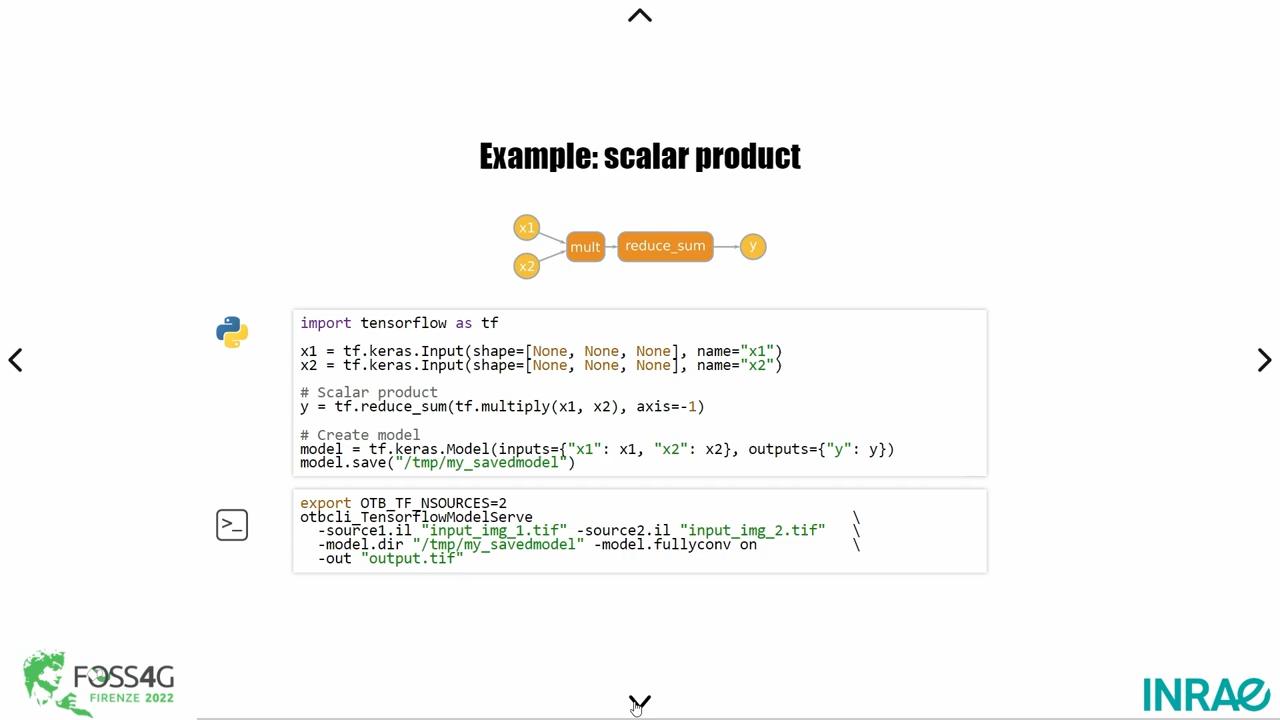 Example: scalar product
x1
x2
mult
reduce_sum
y
import tensorflow as tf
x1 = tf.keras.Input(shape=[None, None, None], name="x1")
x2 = tf.keras.Input(shape=[None, None, None], name="x2")
# Scalar product
y = tf.reduce_sum(tf.multiply(x1, x2), axis=-1)
# Create model
model = tf.keras.Model(inputs={"x1": x1, "x2": x2}, outputs={"y": y})
model.save("/tmp/my_savedmodel")
>_
export OTB_TF_NSOURCES=2
otbcli_TensorflowModelServe \
-source1.il "input_img_1.tif" -source2.il "input_img_2.tif" \
-model.dir "/tmp/my_savedmodel" -model.fullyconv on \
-out "output.tif"
FOSS4G
FIRENZE 2022
INRAE